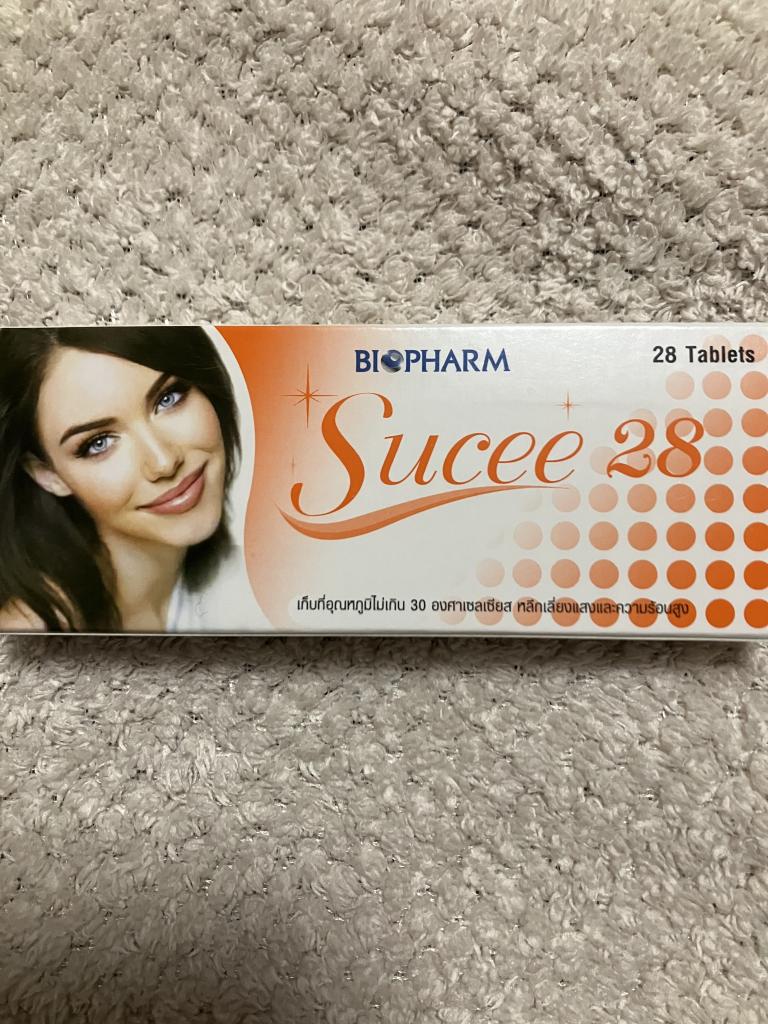 BIOPHARM
28 Tablets
Sucee 28
เก็บที่อุณหภูมิไม่เกิน 30 องศาเซลเซียส หลีกเลี่ยงแสงและความร้อนสูง